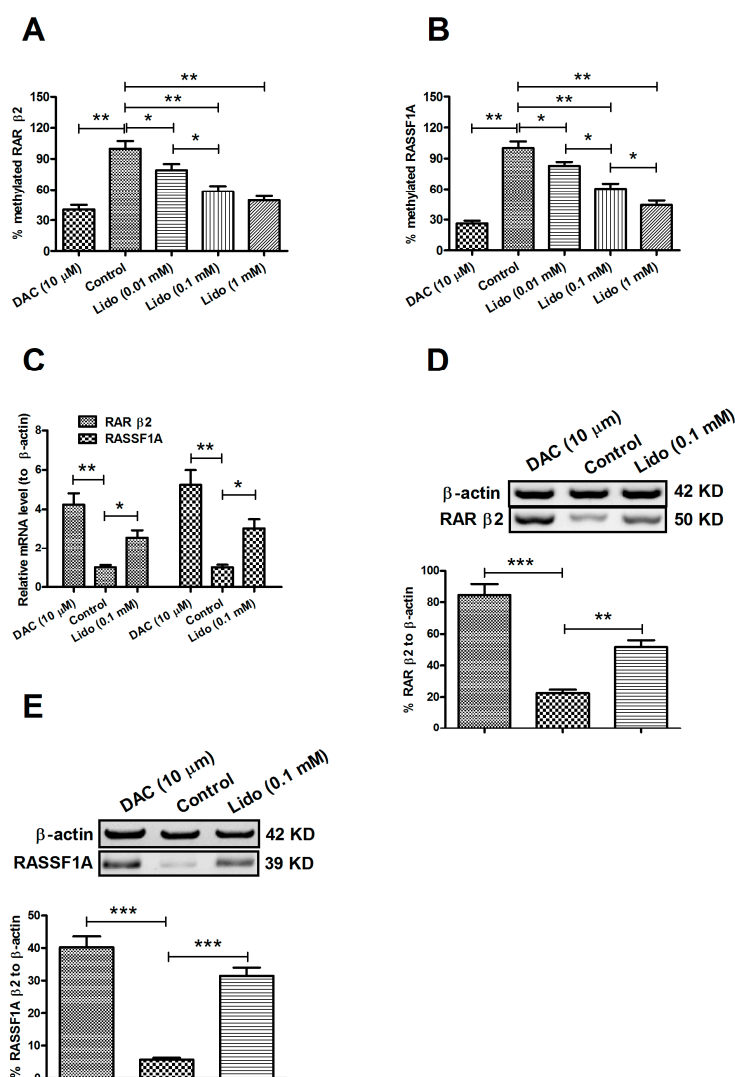 A
% methylated RAR β2
150
120
90
60
30
0
**
**
**
*
*
DAC (10 μM)
Control
Lido (0.01 mM)
Lido (0.1 mM)
Lido (1 mM)
B
% methylated RASSF1A
150
120
90
60
30
0
**
**
**
*
*
*
DAC (10 μM)
Control
Lido (0.01 mM)
Lido (0.1 mM)
Lido (1 mM)
C
Relative mRNA level (to β-actin)
8
6
4
2
0
RAR β2
RASSF1A
**
*
**
*
DAC (10 μM)
Control
Lido (0.1 mM)
DAC (10 μM)
Control
Lido (0.1 mM)
D
DAC (10 μm)
Control
Lido (0.1 mM)
β-actin 42 KD
RAR β2 50 KD
% RAR β2 to β-actin
100
80
60
40
20
0
***
**
E
DAC (10 μm)
Control
Lido (0.1 mM)
β-actin 42 KD
RASSF1A 39 KD
% RASSF1A β2 to β-actin
50
40
30
20
10
0
***
***